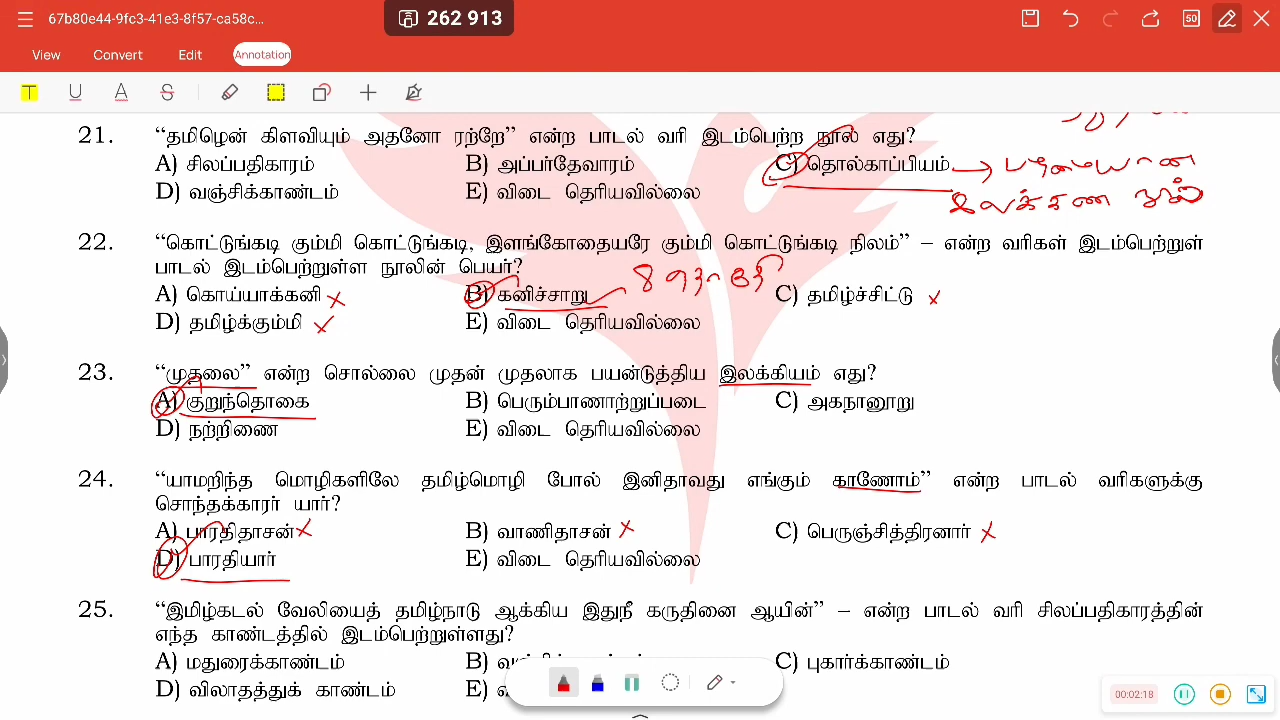 67b80e44-9fc3-41e3-8f57-ca58c...
262 913
50
View Convert Edit Annotation
T U A S
21. “தமிழென் கிளவியும் அதனோ ரற்றே” என்ற பாடல் வரி இடம்பெற்ற நூல் எது?
A) சிலப்பதிகாரம் B) அப்பர்தேவாரம் C) தொல்காப்பியம்
D) வஞ்சிக்காண்டம் E) விடை தெரியவில்லை
இலக்கண நூல்
22. “கொட்டுங்கடி கும்மி கொட்டுங்கடி, இளங்கோதையரே கும்மி கொட்டுங்கடி நிலம்” – என்ற வரிகள் இடம்பெற்றுள்
பாடல் இடம்பெற்றுள்ள நூலின் பெயர்?
A) கொய்யாக்கனி B) கனிச்சாறு C) தமிழ்ச்சிட்டு
D) தமிழ்க்கும்மி E) விடை தெரியவில்லை
23. “முதலை” என்ற சொல்லை முதன் முதலாக பயன்டுத்திய இலக்கியம் எது?
A) குறுந்தொகை B) பெரும்பாணாற்றுப்படை C) அகநானூறு
D) நற்றிணை E) விடை தெரியவில்லை
24. “யாமறிந்த மொழிகளிலே தமிழ்மொழி போல் இனிதாவது எங்கும் காணோம்” என்ற பாடல் வரிகளுக்கு
சொந்தக்காரர் யார்?
A) பாரதிதாசன் B) வாணிதாசன் C) பெருஞ்சித்திரனார்
D) பாரதியார் E) விடை தெரியவில்லை
25. “இமிழ்கடல் வேலியைத் தமிழ்நாடு ஆக்கிய இதுநீ கருதினை ஆயின்” – என்ற பாடல் வரி சிலப்பதிகாரத்தின்
எந்த காண்டத்தில் இடம்பெற்றுள்ளது?
A) மதுரைக்காண்டம் B) C) புகார்க்காண்டம்
D) விலாதத்துக் காண்டம் E)
00:02:18